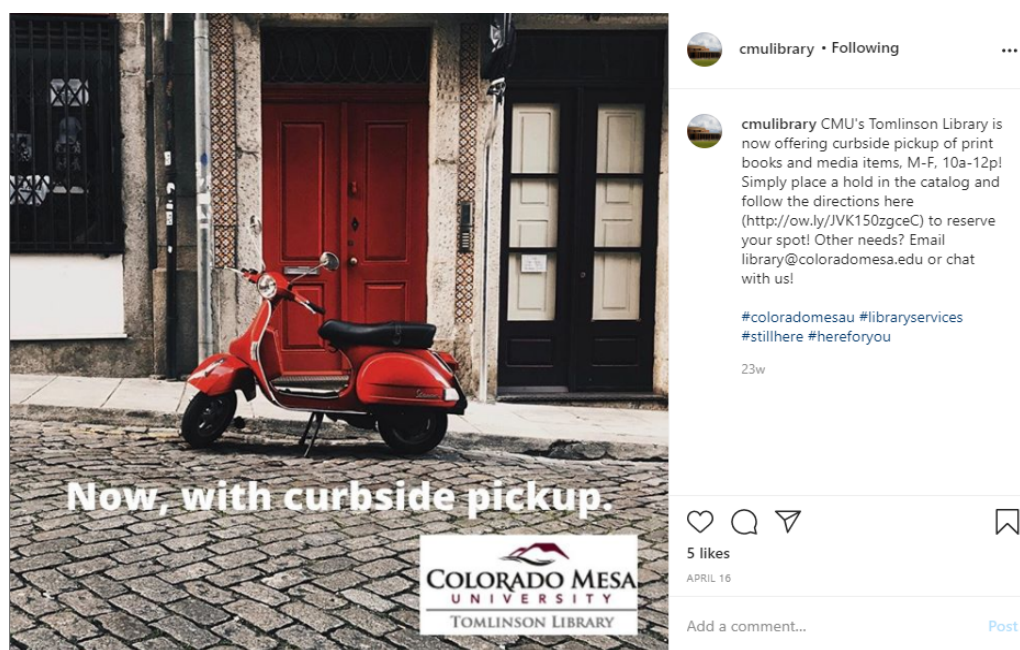 Now, with curbside pickup.
COLORADO MESA
UNIVERSITY
TOMLINSON LIBRARY
cmulibrary • Following
cmulibrary CMU's Tomlinson Library is
now offering curbside pickup of print
books and media items, M-F, 10a-12p!
Simply place a hold in the catalog and
follow the directions here
(http://ow.ly/JVK150zgceC) to reserve
your spot! Other needs? Email
library@coloradomesa.edu or chat
with us!
#coloradomesau #libraryservices
#stillhere #hereforyou
23w
5 likes
APRIL 16
Add a comment...
Post